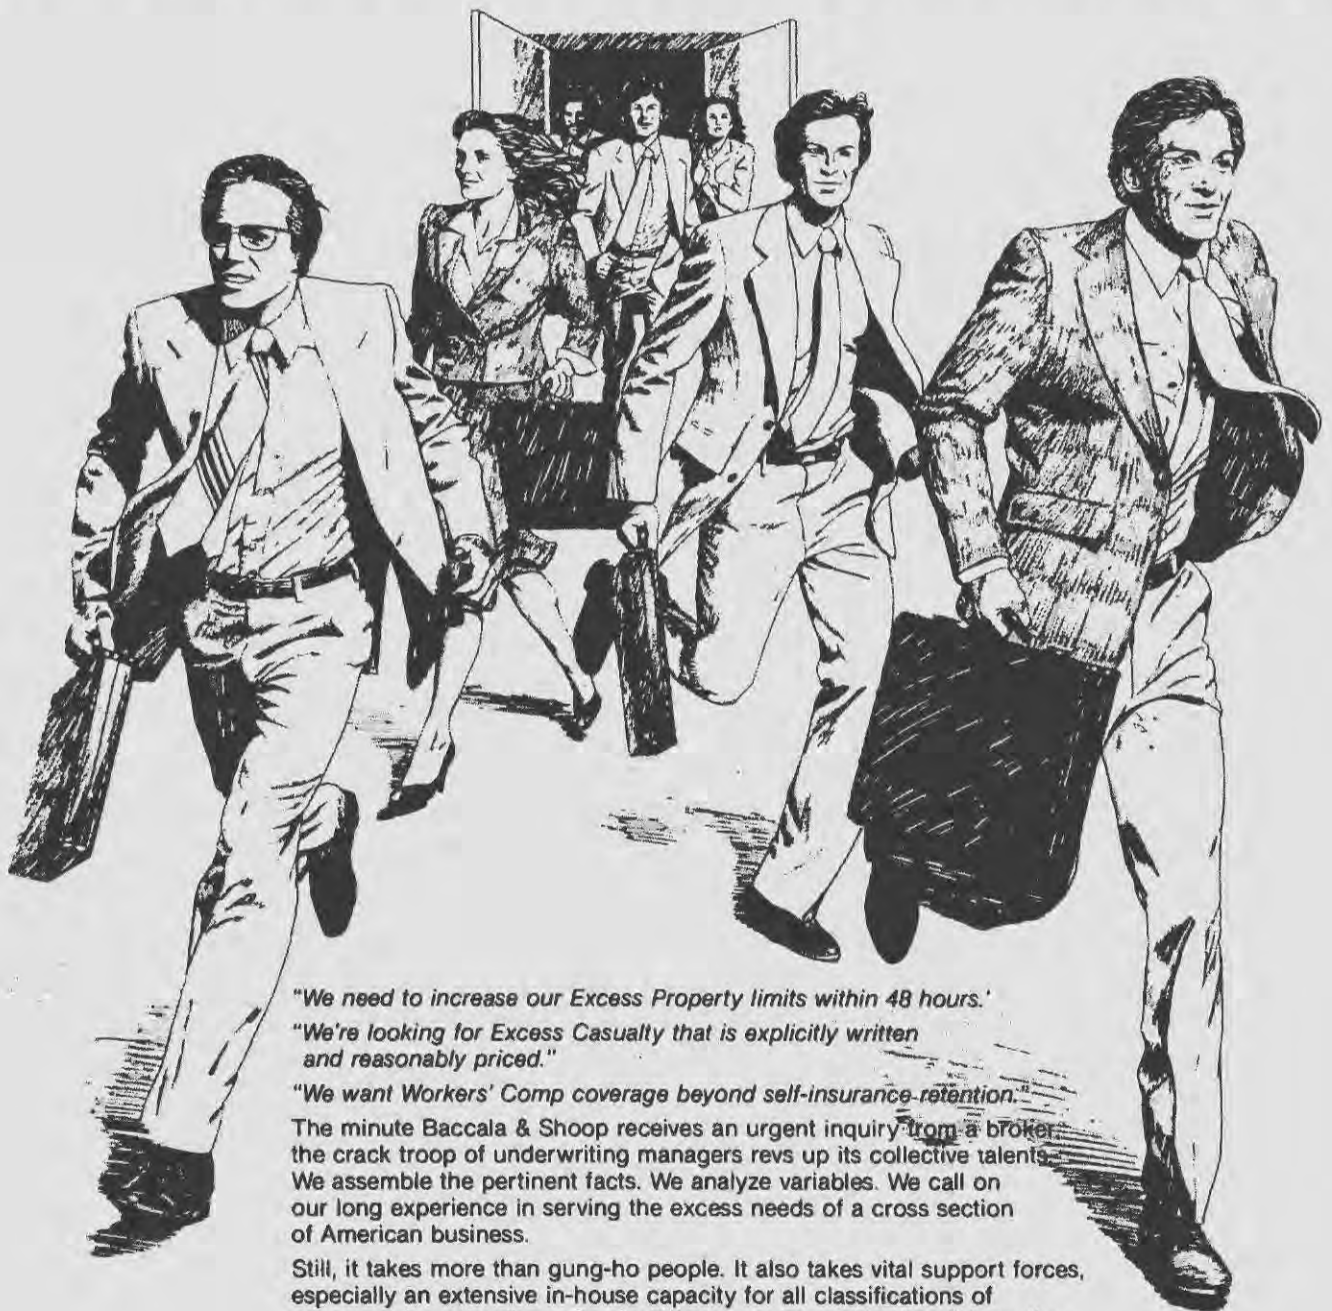 "We need to increase our Excess Property limits within 48 hours.'
"We're looking for Excess Casualty that is explicitly written
and reasonably priced."
"We want Workers' Comp coverage beyond self-insurance retention."
The minute Baccala & Shoop receives an urgent inquiry from a broker,
the crack troop of underwriting managers revs up its collective talents.
We assemble the pertinent facts. We analyze variables. We call on
our long experience in serving the excess needs of a cross section
of American business.
Still, it takes more than gung-ho people. It also takes vital support forces,
especially an extensive in-house capacity for all classifications of